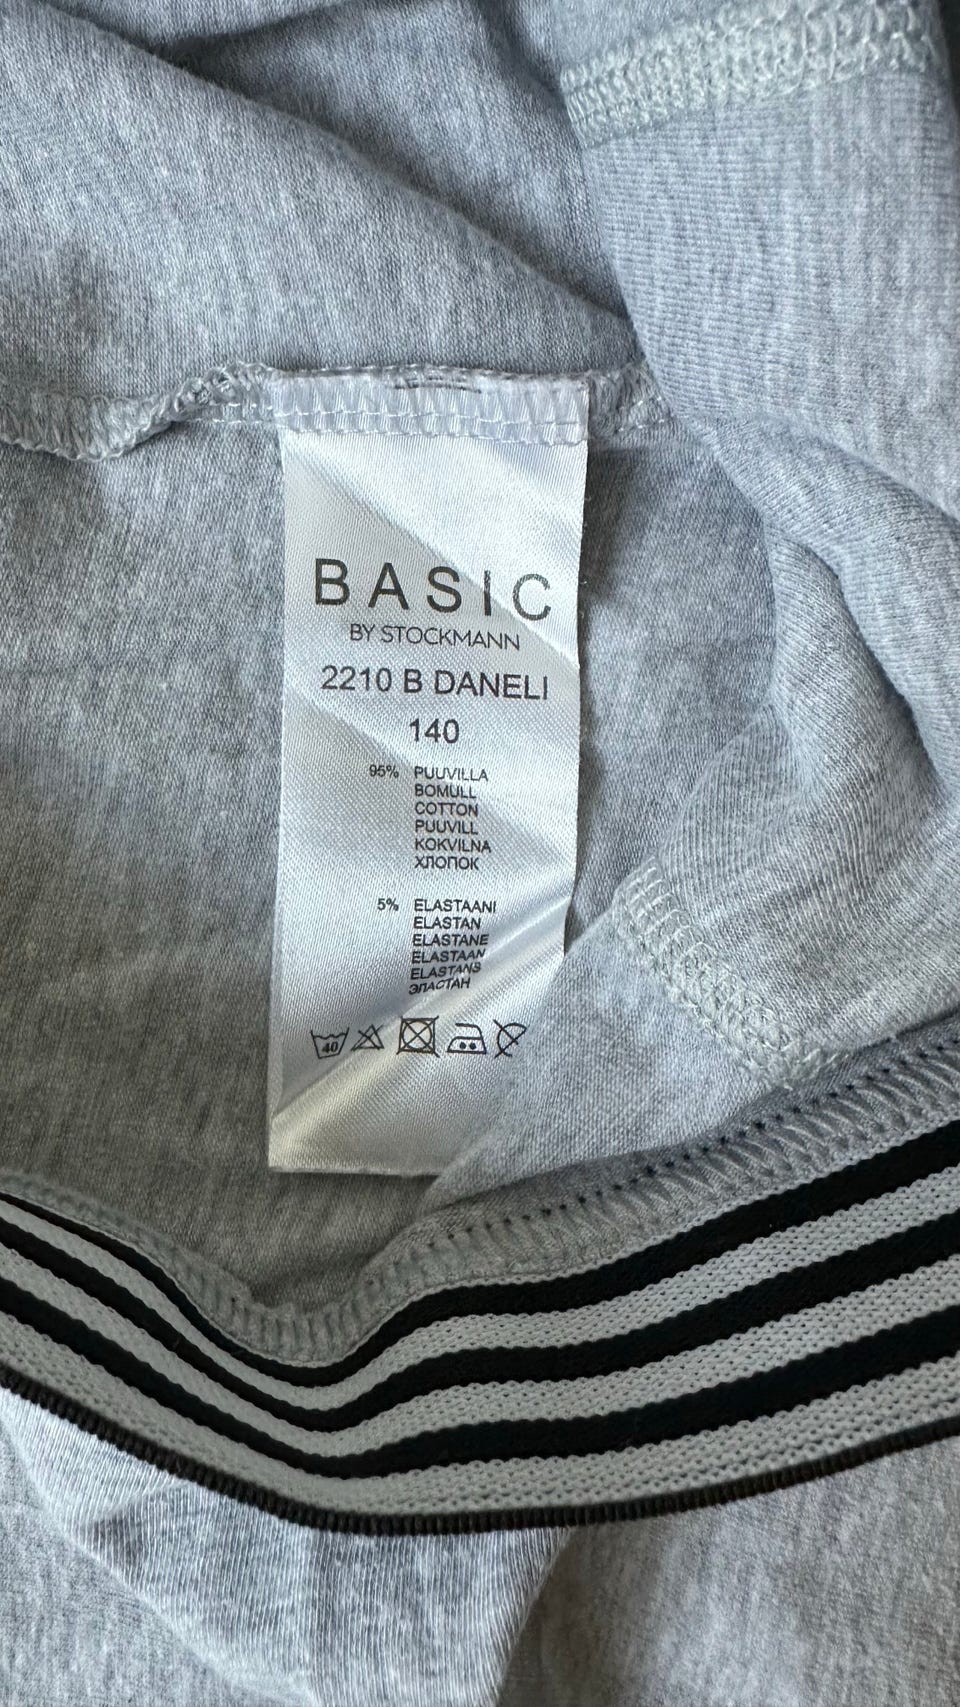 BASIC
BY STOCKMANN
2210 B DANELI
140
95% PUUVILLA
BOMULL
COTTON
PUUVILL
KOKVILNA
ХЛОПОК
5% ELASTAANI
ELASTAN
ELASTANE
ELASTAAN
ELASTANS
ЭЛАСТАН
40